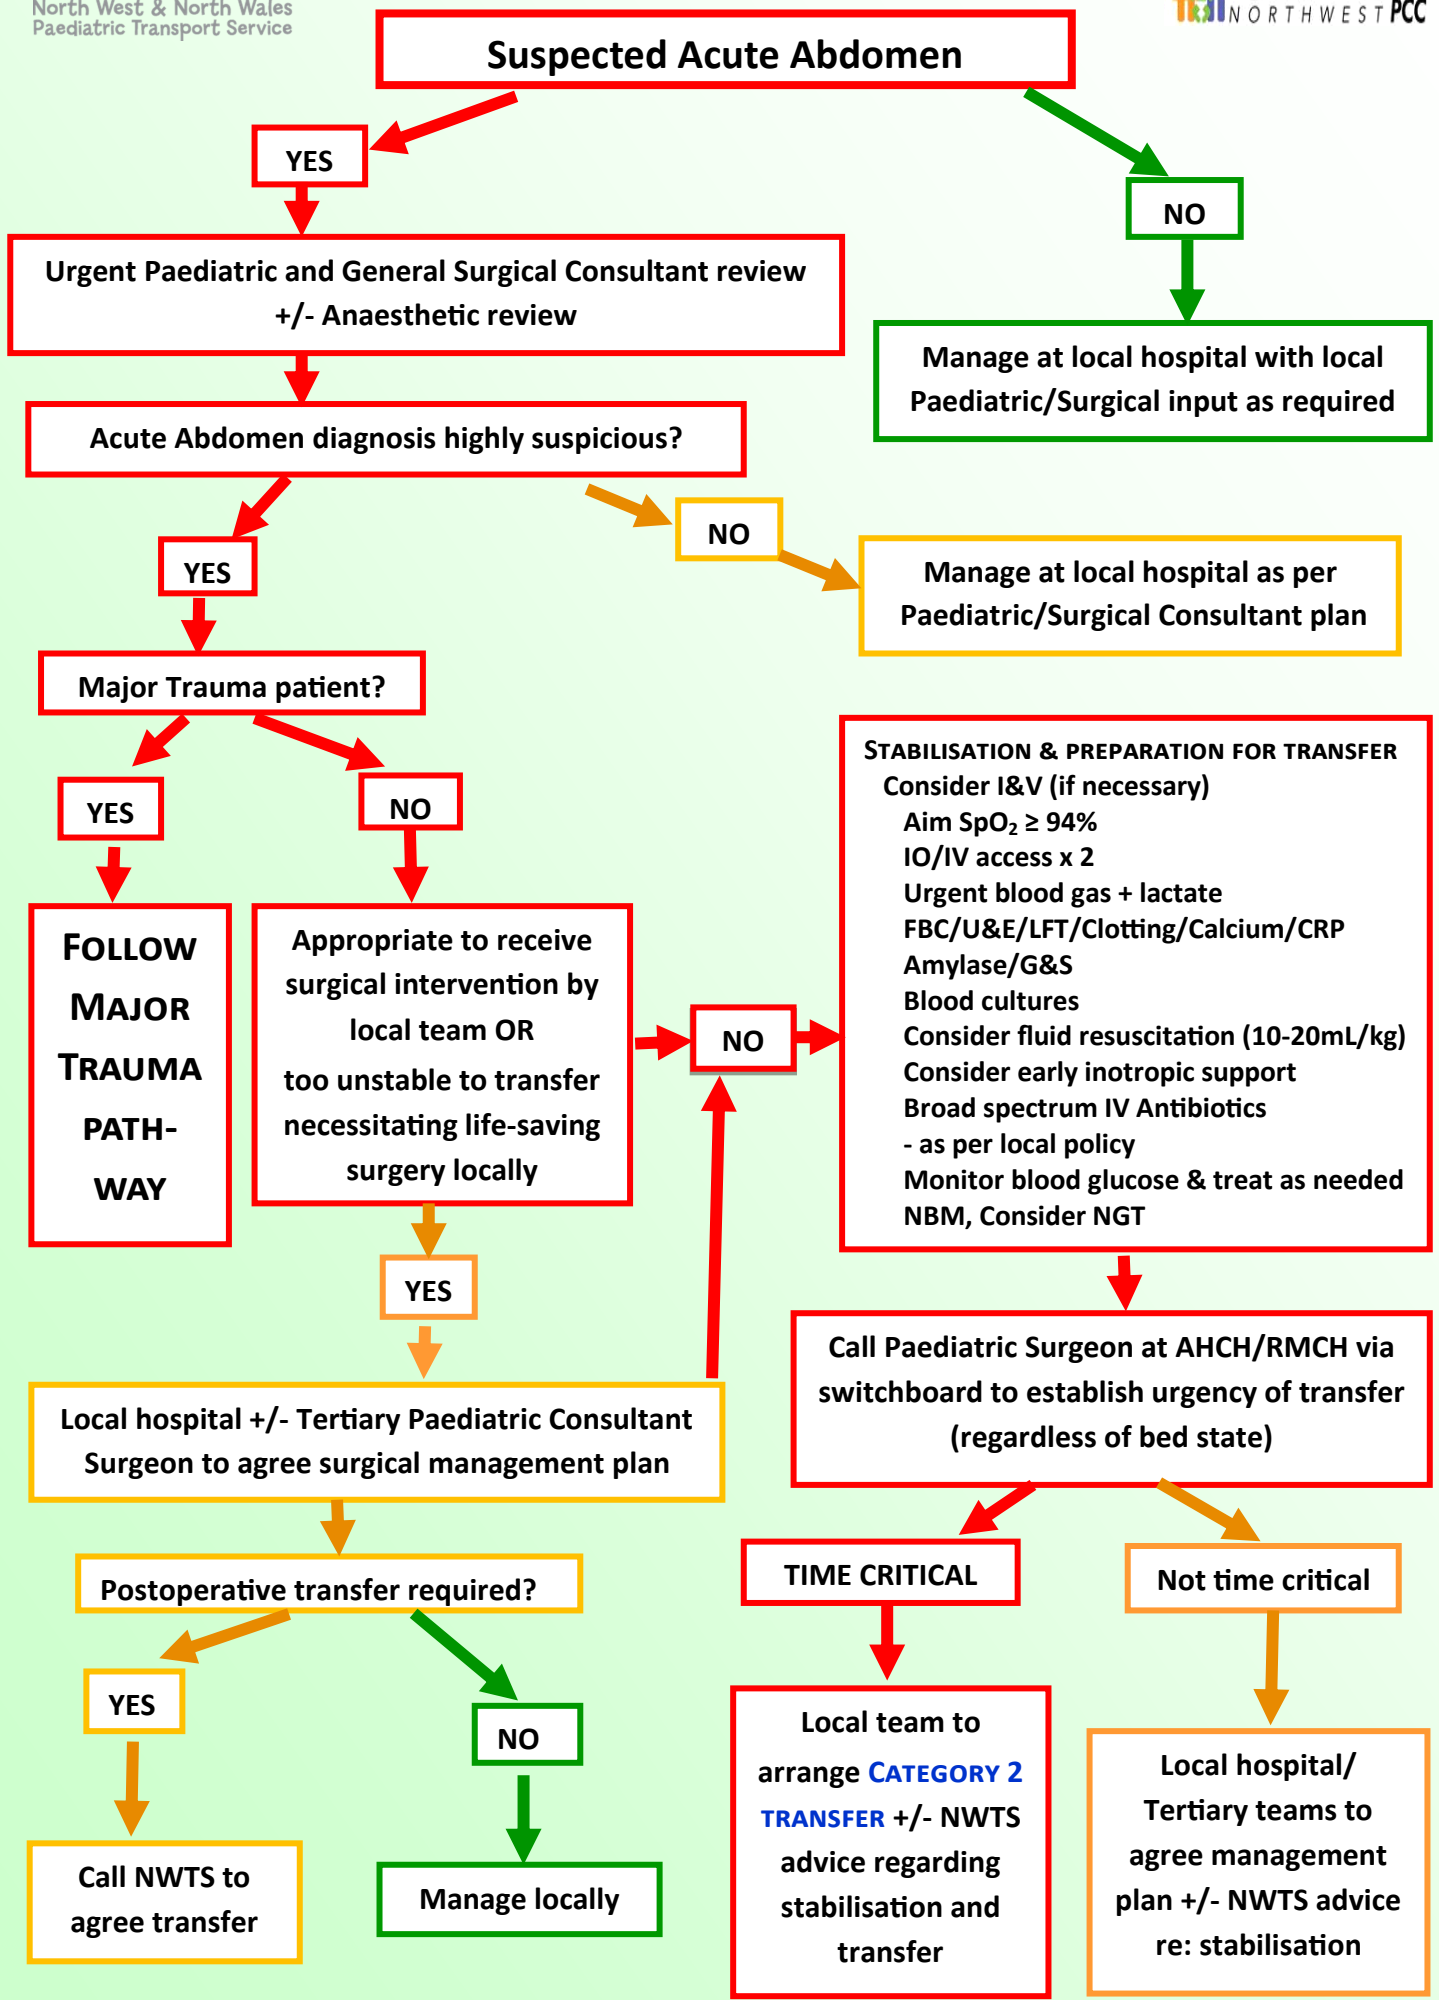 North West & North Wales
Paediatric Transport Service
NORTHWEST PCC
Suspected Acute Abdomen
YES
NO
Urgent Paediatric and General Surgical Consultant review
+/- Anaesthetic review
Manage at local hospital with local
Paediatric/Surgical input as required
Acute Abdomen diagnosis highly suspicious?
NO
YES
Manage at local hospital as per
Paediatric/Surgical Consultant plan
Major Trauma patient?
YES
NO
FOLLOW
MAJOR
TRAUMA
PATH-
WAY
Appropriate to receive
surgical intervention by
local team OR
too unstable to transfer
necessitating life-saving
surgery locally
NO
STABILISATION & PREPARATION FOR TRANSFER
Consider I&V (if necessary)
Aim SpO₂ ≥ 94%
IO/IV access x 2
Urgent blood gas + lactate
FBC/U&E/LFT/Clotting/Calcium/CRP
Amylase/G&S
Blood cultures
Consider fluid resuscitation (10-20mL/kg)
Consider early inotropic support
Broad spectrum IV Antibiotics
- as per local policy
Monitor blood glucose & treat as needed
NBM, Consider NGT
YES
Local hospital +/- Tertiary Paediatric Consultant
Surgeon to agree surgical management plan
Call Paediatric Surgeon at AHCH/RMCH via
switchboard to establish urgency of transfer
(regardless of bed state)
Postoperative transfer required?
TIME CRITICAL
Not time critical
YES
NO
Call NWTS to
agree transfer
Manage locally
Local team to
arrange CATEGORY 2
TRANSFER +/- NWTS
advice regarding
stabilisation and
transfer
Local hospital/
Tertiary teams to
agree management
plan +/- NWTS advice
re: stabilisation